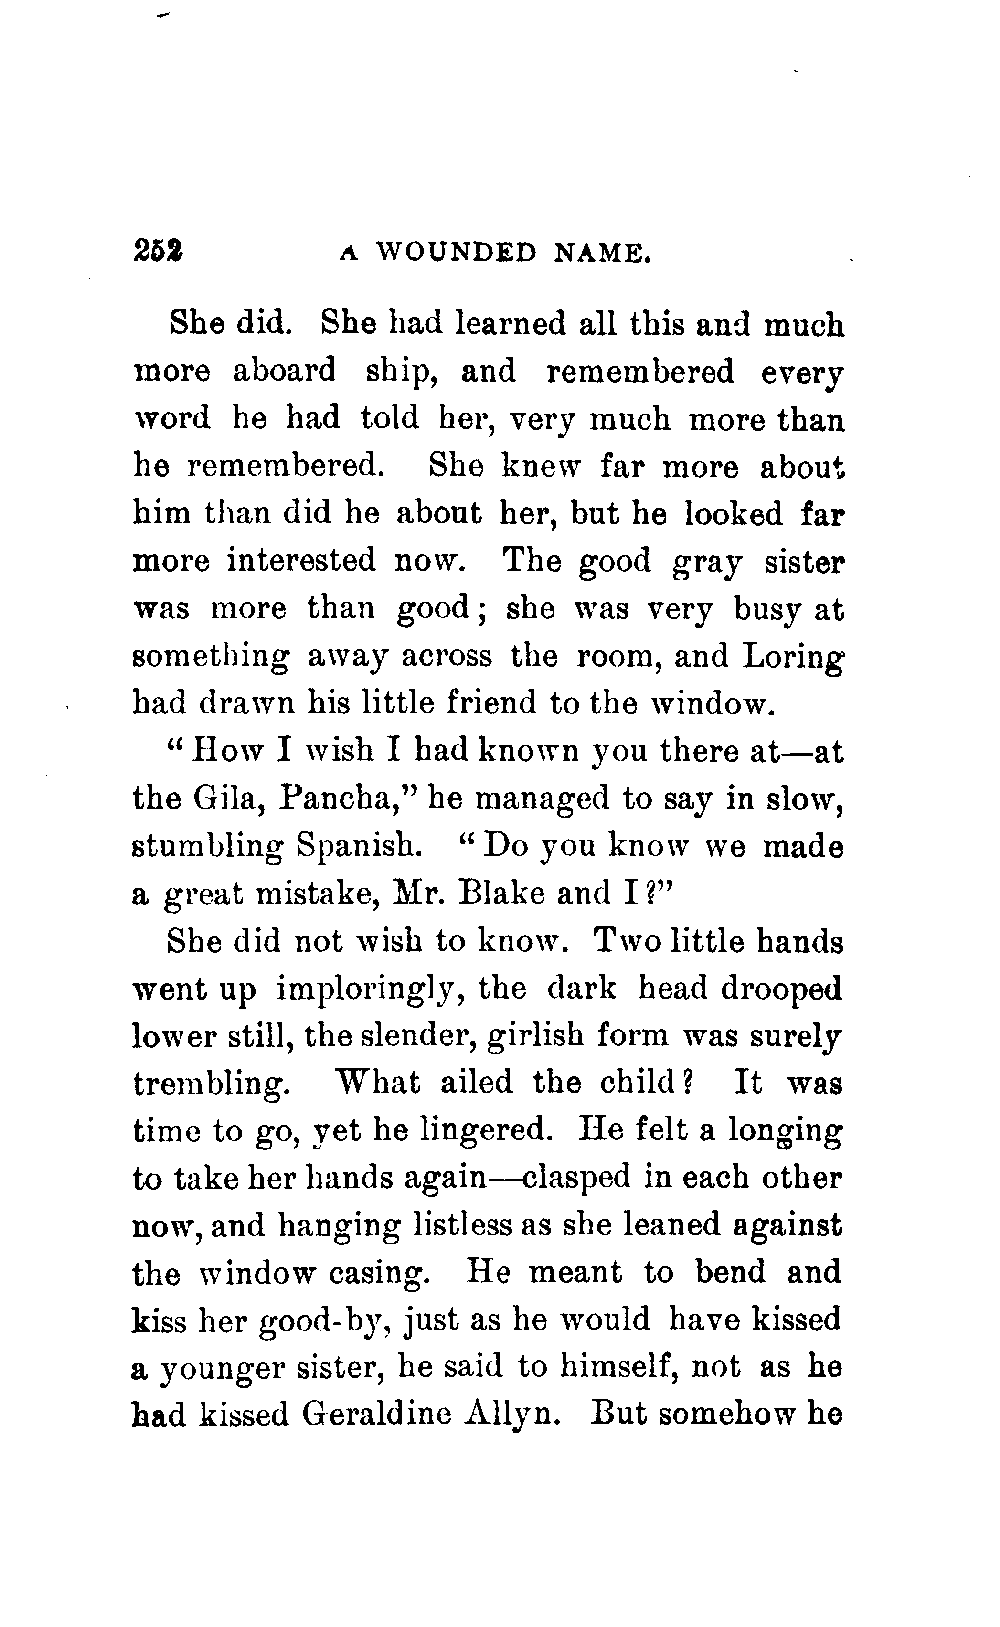 252 A WOUNDED NAME.
She did. She had learned all this and much
more aboard ship, and remembered every
word he had told her, very much more than
he remembered. She knew far more about
him than did he about her, but he looked far
more interested now. The good gray sister
was more than good; she was very busy at
something away across the room, and Loring
had drawn his little friend to the window.
"How I wish I had known you there at—at
the Gila, Pancha," he managed to say in slow,
stumbling Spanish. "Do you know we made
a great mistake, Mr. Blake and I?"
She did not wish to know. Two little hands
went up imploringly, the dark head drooped
lower still, the slender, girlish form was surely
trembling. What ailed the child? It was
time to go, yet he lingered. He felt a longing
to take her hands again—clasped in each other
now, and hanging listless as she leaned against
the window casing. He meant to bend and
kiss her good-by, just as he would have kissed
a younger sister, he said to himself, not as he
had kissed Geraldine Allyn. But somehow he